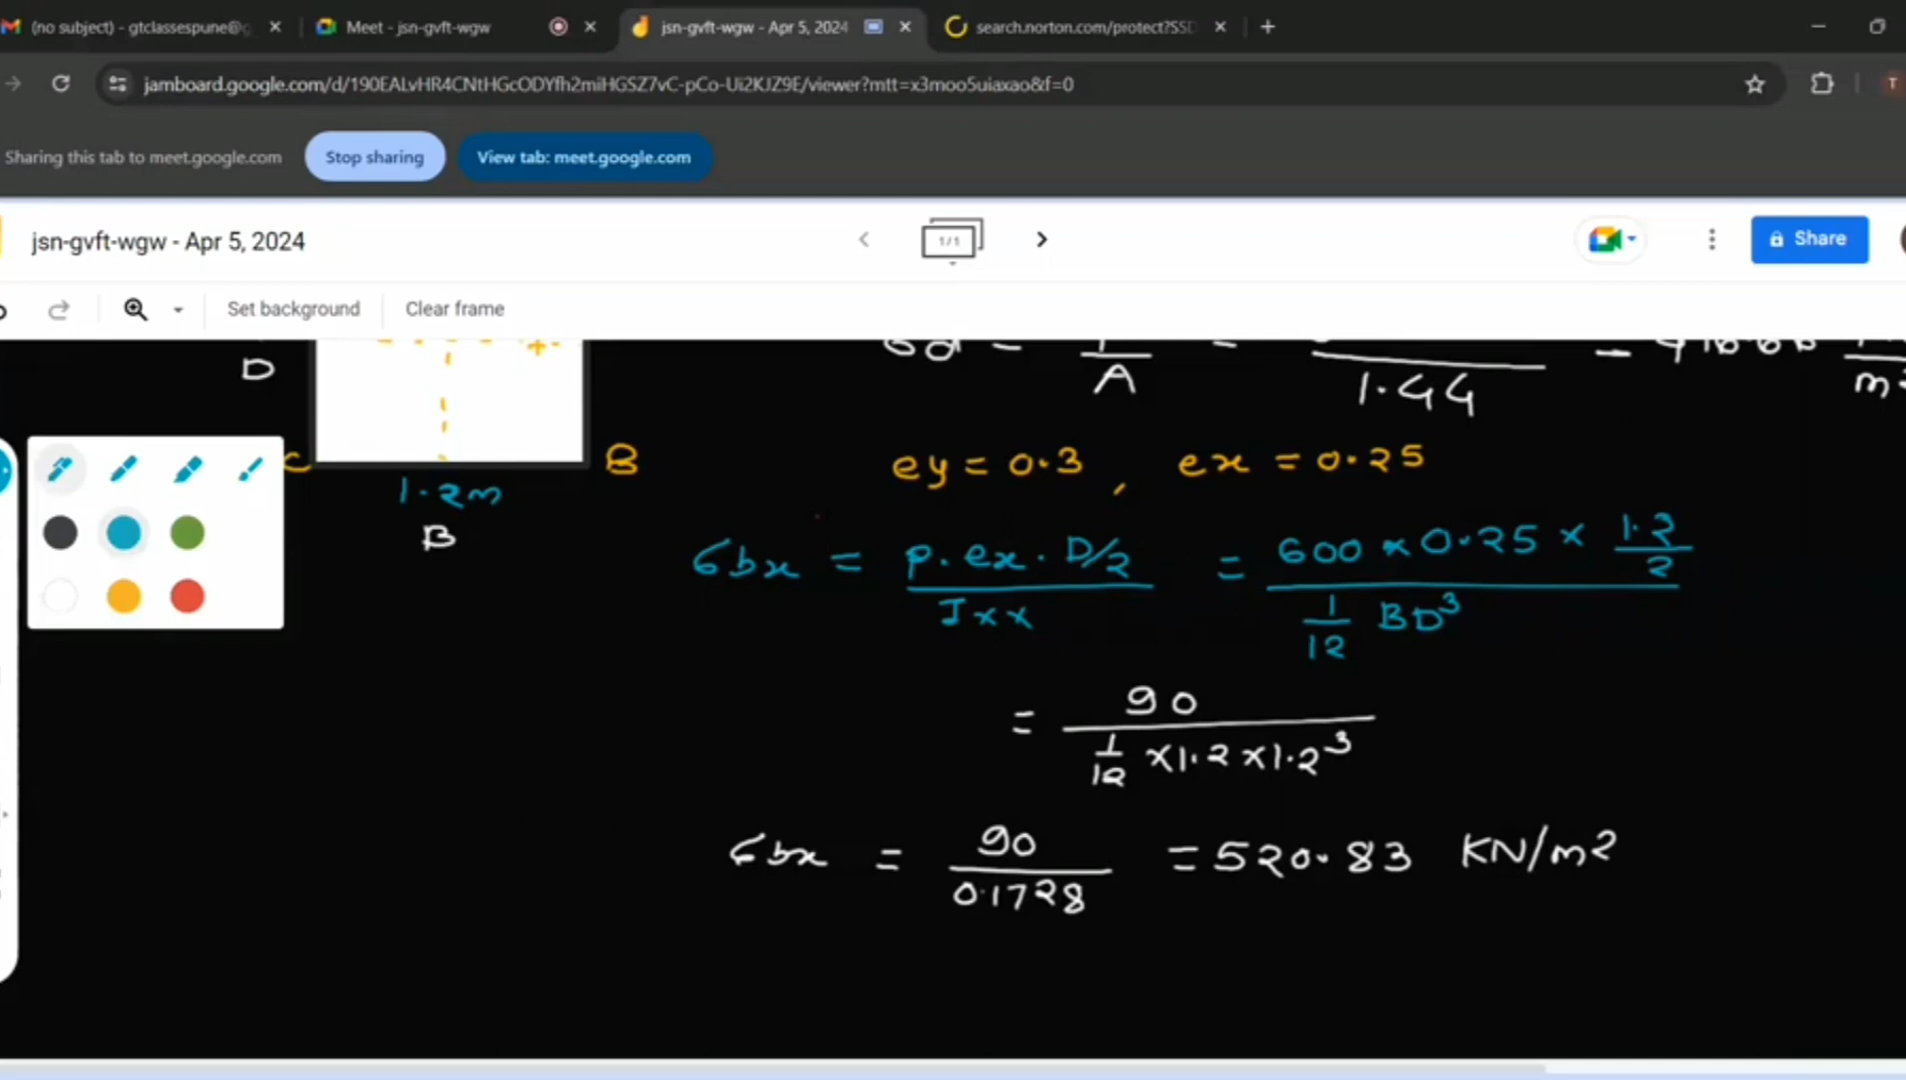 (no subject) - gtclassespune@g
Meet - jsn-gvft-wgw
jsn-gvft-wgw - Apr 5, 2024
search.norton.com/protect?SSD
jamboard.google.com/d/190EALvHR4CNtHGcODYfh2miHGSZ7vC-pCo-Ui2KJZ9E/viewer?mtt=x3moo5uiaxao&f=0
T
Sharing this tab to meet.google.com
Stop sharing
View tab: meet.google.com
jsn-gvft-wgw - Apr 5, 2024
1/1
Share
Set background
Clear frame
D
A
1.44
m
C
B
1.2m
B
ey = 0.3 , ex = 0.25
6bx = p.ex. D/2 / Ixx = 600 × 0.25 × 1.2/2 / 1/12 BD³
= 90 / 1/12 ×1.2×1.2³
6bx = 90 / 0.1728 = 520.83 KN/m2